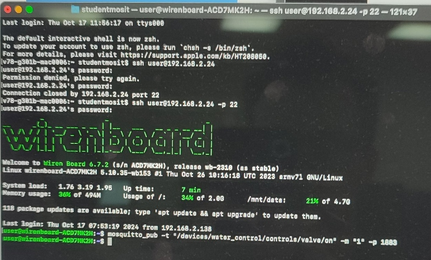 studentmosit — user@wirenboard-ACD7MK2H: ~ — ssh user@192.168.2.24 -p 22 — 121×37
Last login: Thu Oct 17 11:56:17 on ttys000
The default interactive shell is now zsh.
To update your account to use zsh, please run `chsh -s /bin/zsh`.
For more details, please visit https://support.apple.com/kb/HT208050.
studentmosit$ ssh user@192.168.2.24
user@192.168.2.24's password:
Permission denied, please try again.
user@192.168.2.24's password:
Connection closed by 192.168.2.24 port 22
studentmosit$ ssh user@192.168.2.24 -p 22
user@192.168.2.24's password:
wirenboard
Welcome to Wiren Board 6.7.2 (s/n ACD7MK2H), release wb-2310 (as stable)
Linux wirenboard-ACD7MK2H 5.10.35-wb153 #1 Thu Oct 26 10:16:18 UTC 2023 armv7l GNU/Linux
System load: 1.76 3.19 1.95 Up time: 7 min
Memory usage: 36% of 494M Usage of /: 34% of 2.00 /mnt/data: 21% of 4.70
118 package updates are available; type 'apt update && apt upgrade' to update them.
Last login: Thu Oct 17 07:53:19 2024 from 192.168.2.138
user@wirenboard-ACD7MK2H:~$ mosquitto_pub -t "/devices/water_control/controls/valve/on" -m "1" -p 1883
user@wirenboard-ACD7MK2H:~$